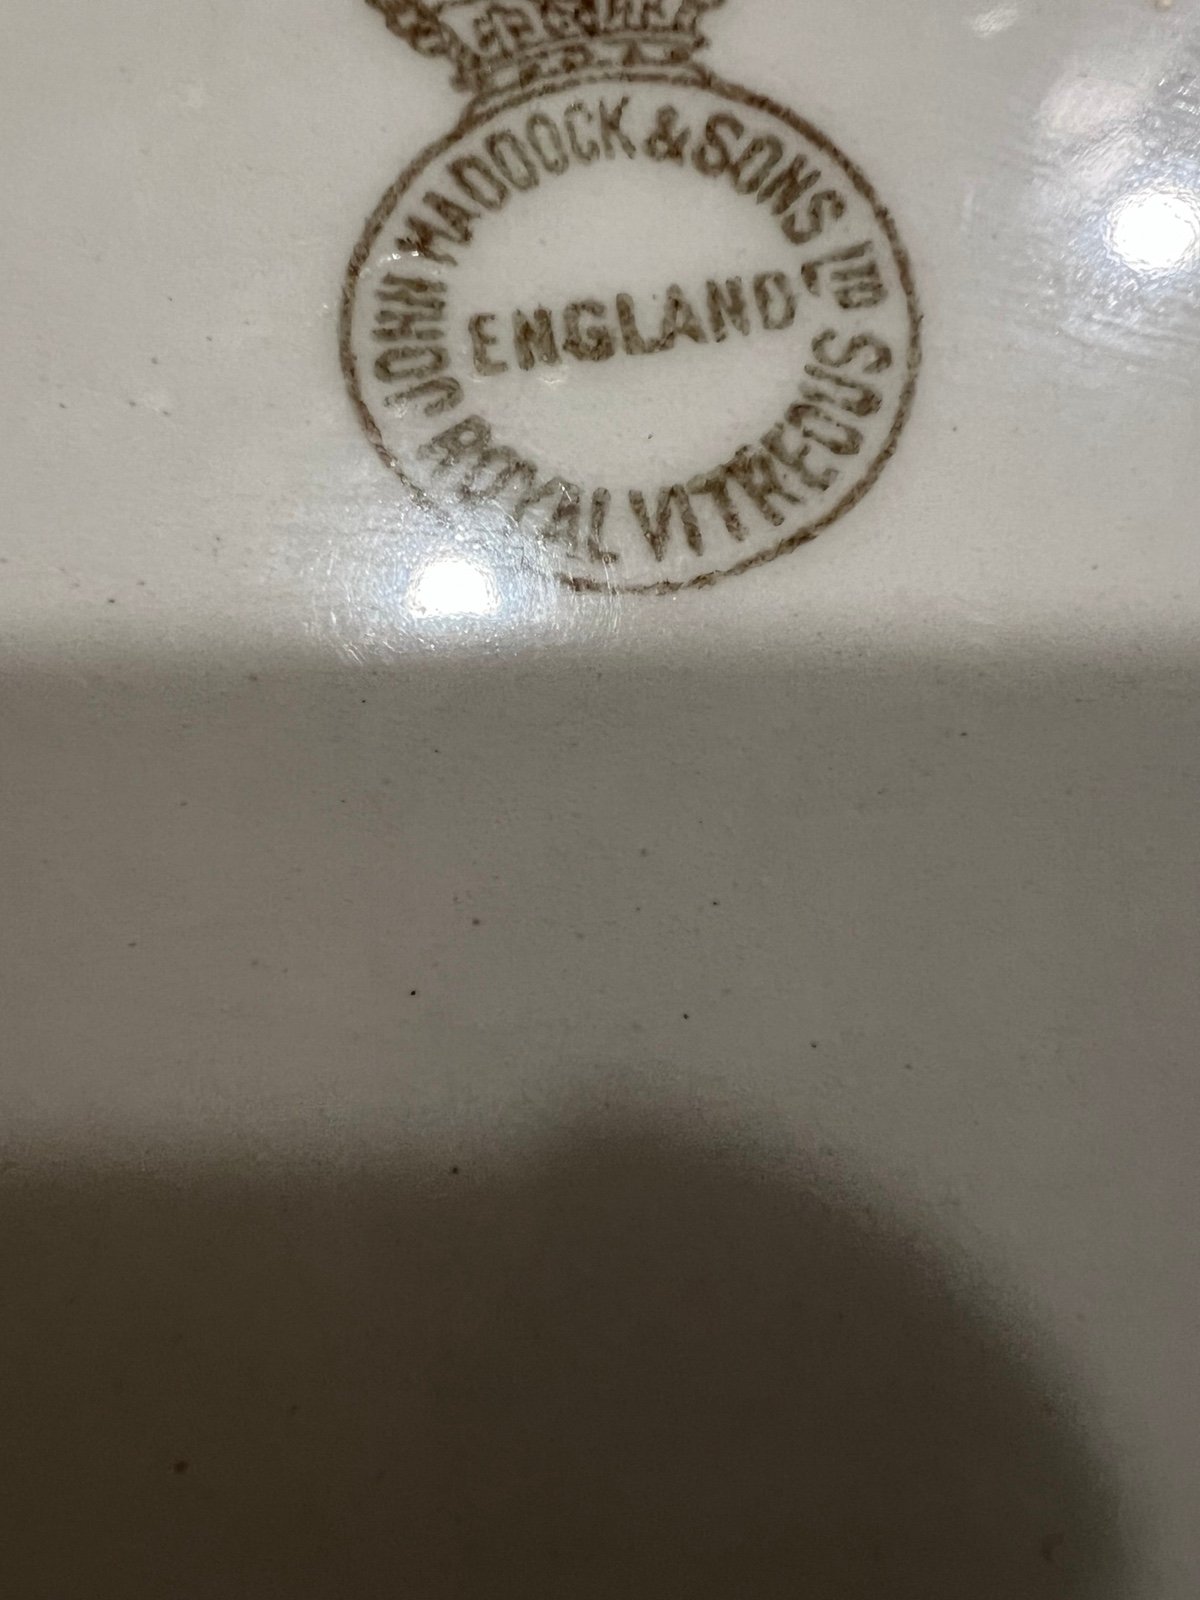 JOHN MADDOCK & SONS LTD
ENGLAND
ROYAL VITREOUS